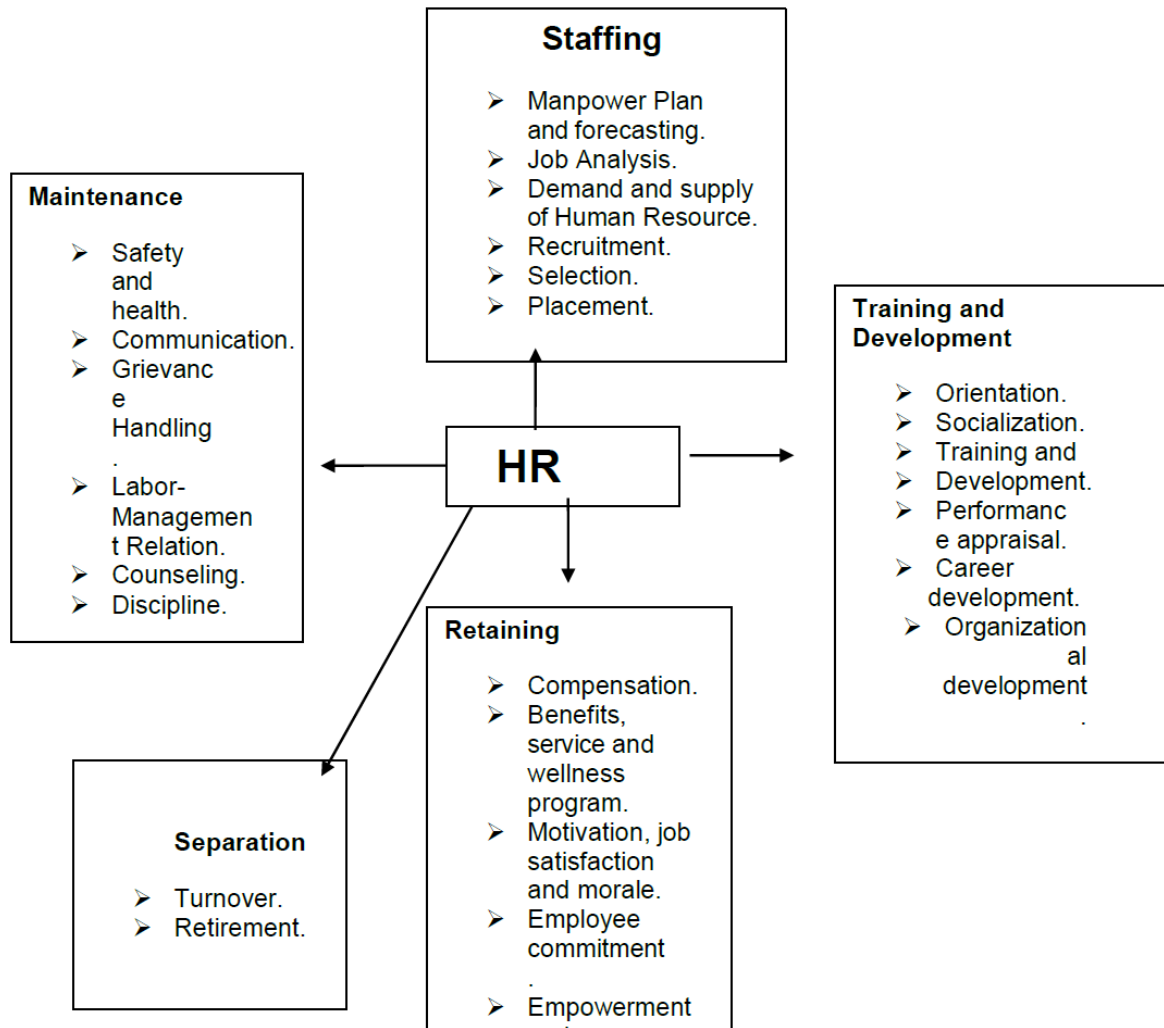 Staffing
➢ Manpower Plan
and forecasting.
➢ Job Analysis.
➢ Demand and supply
of Human Resource.
➢ Recruitment.
➢ Selection.
➢ Placement.
Maintenance
➢ Safety
and
health.
➢ Communication.
➢ Grievanc
e
Handling
.
➢ Labor-
Managemen
t Relation.
➢ Counseling.
➢ Discipline.
HR
Training and
Development
➢ Orientation.
➢ Socialization.
➢ Training and
➢ Development.
➢ Performanc
e appraisal.
➢ Career
development.
➢ Organization
al
development
.
Retaining
➢ Compensation.
➢ Benefits,
service and
wellness
program.
➢ Motivation, job
satisfaction
and morale.
➢ Employee
commitment
.
➢ Empowerment
Separation
➢ Turnover.
➢ Retirement.